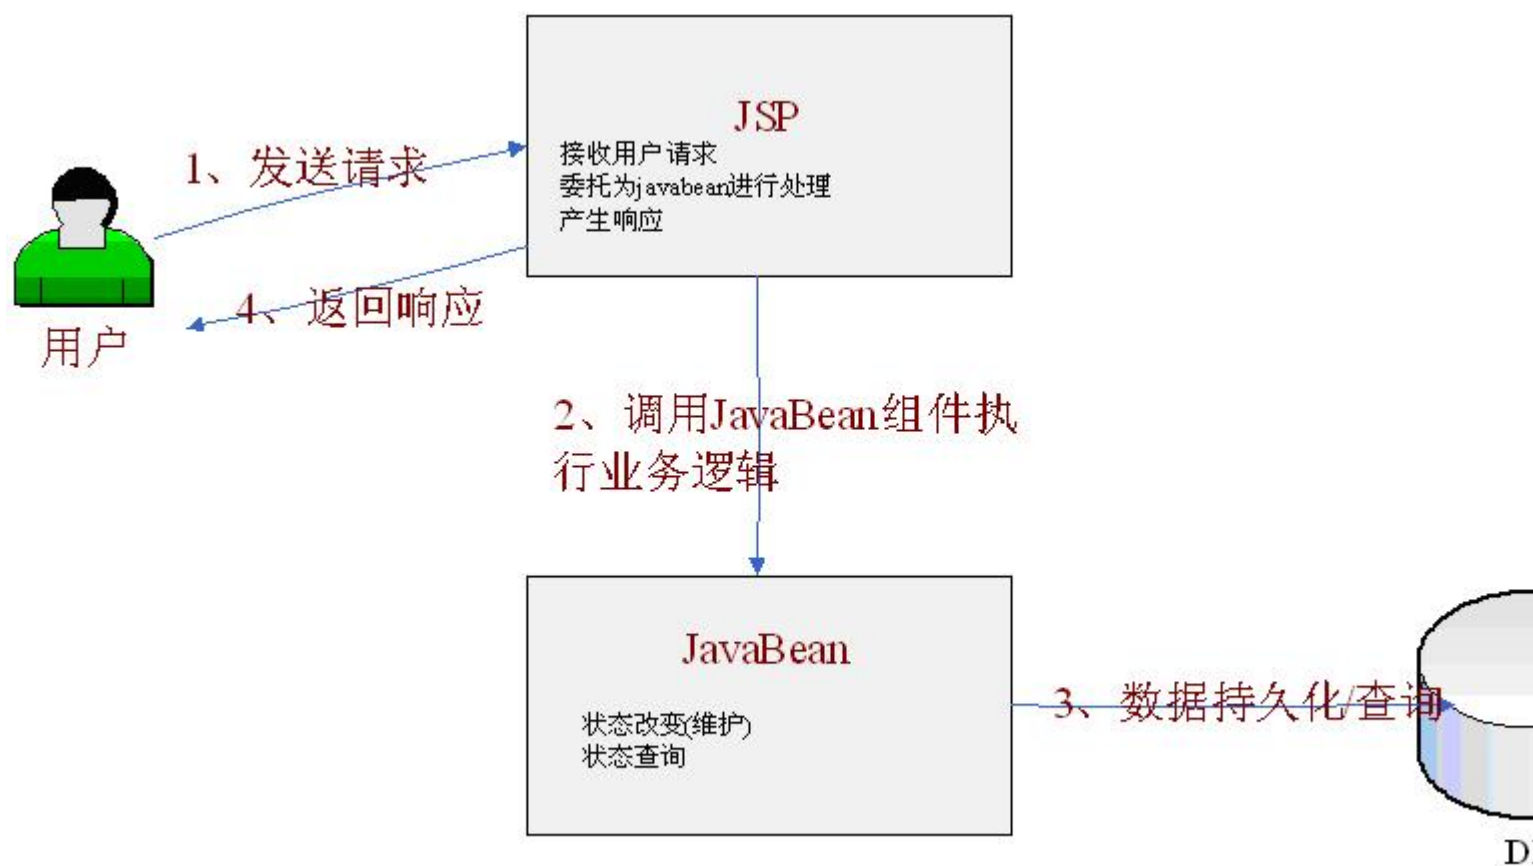 JSP
接收用户请求
委托为javabean进行处理
产生响应
1、发送请求
4、返回响应
用户
2、调用JavaBean组件执
行业务逻辑
JavaBean
状态改变(维护)
状态查询
3、数据持久化/查询